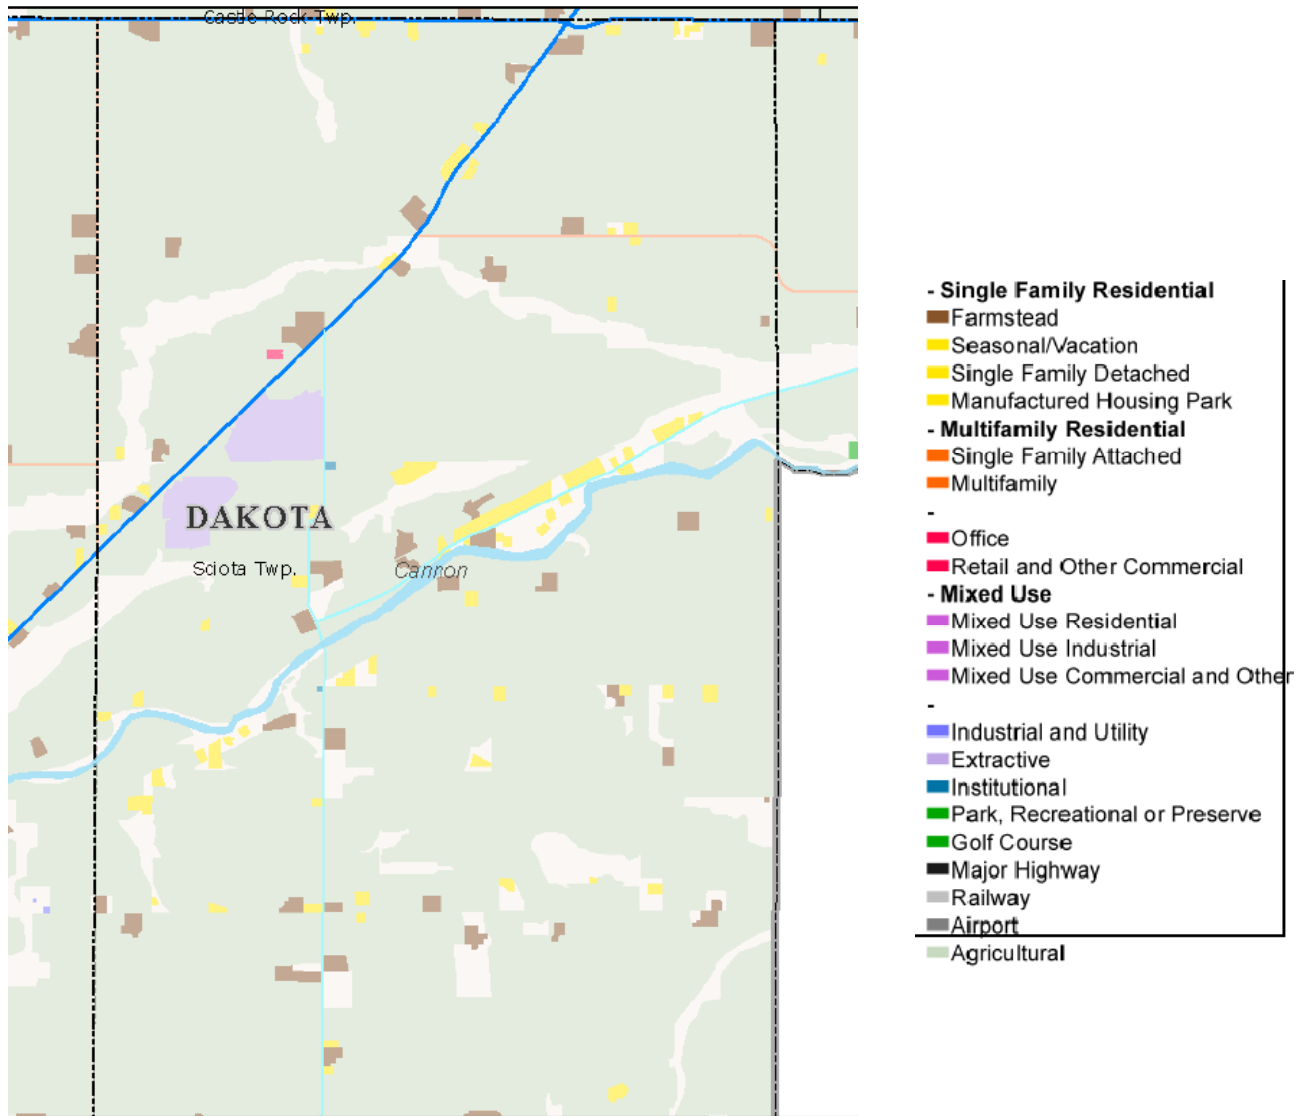 Castle Rock Twp.
DAKOTA
Sciota Twp.
Cannon
- Single Family Residential
Farmstead
Seasonal/Vacation
Single Family Detached
Manufactured Housing Park
- Multifamily Residential
Single Family Attached
Multifamily
-
Office
Retail and Other Commercial
- Mixed Use
Mixed Use Residential
Mixed Use Industrial
Mixed Use Commercial and Other
-
Industrial and Utility
Extractive
Institutional
Park, Recreational or Preserve
Golf Course
Major Highway
Railway
Airport
Agricultural